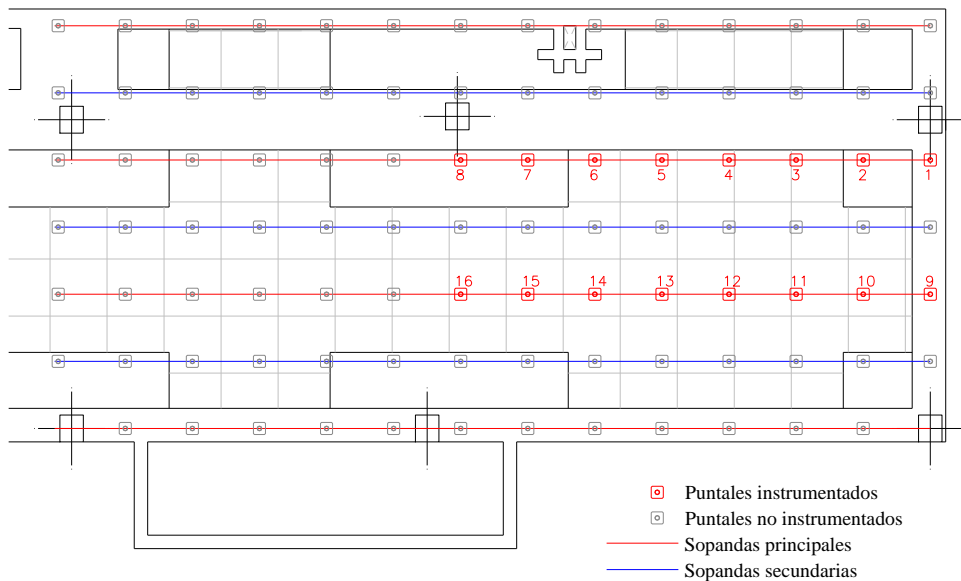 8 7 6 5 4 3 2 1
16 15 14 13 12 11 10 9
Puntales instrumentados
Puntales no instrumentados
Sopandas principales
Sopandas secundarias